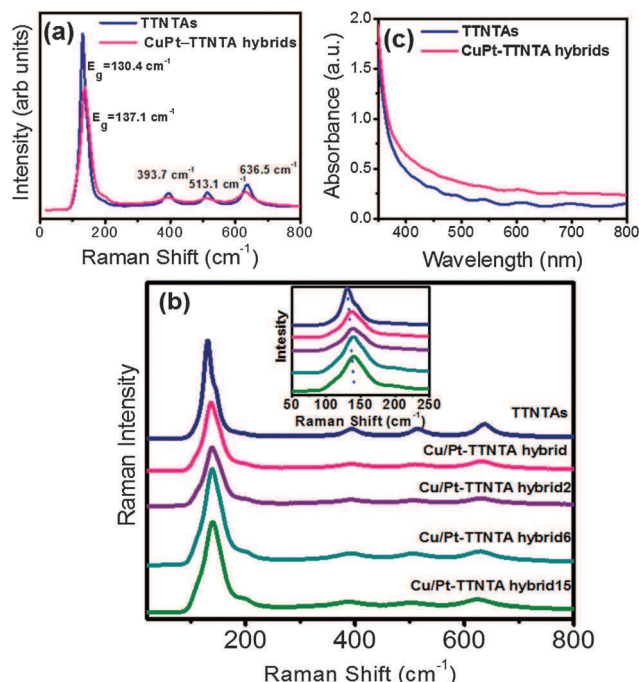 (a)
TTNTAs
CuPt–TTNTA hybrids
Eg=130.4 cm-1
Eg=137.1 cm-1
393.7 cm-1
513.1 cm-1
636.5 cm-1
Intensity (arb units)
0 200 400 600 800
Raman Shift (cm-1)
(c)
TTNTAs
CuPt-TTNTA hybrids
Absorbance (a.u.)
2.0
1.5
1.0
0.5
0.0
400 500 600 700 800
Wavelength (nm)
(b)
Intesity
50 100 150 200 250
Raman Shift (cm-1)
TTNTAs
Cu/Pt-TTNTA hybrid
Cu/Pt-TTNTA hybrid2
Cu/Pt-TTNTA hybrid6
Cu/Pt-TTNTA hybrid15
Raman Intensity
200 400 600 800
Raman Shift (cm-1)